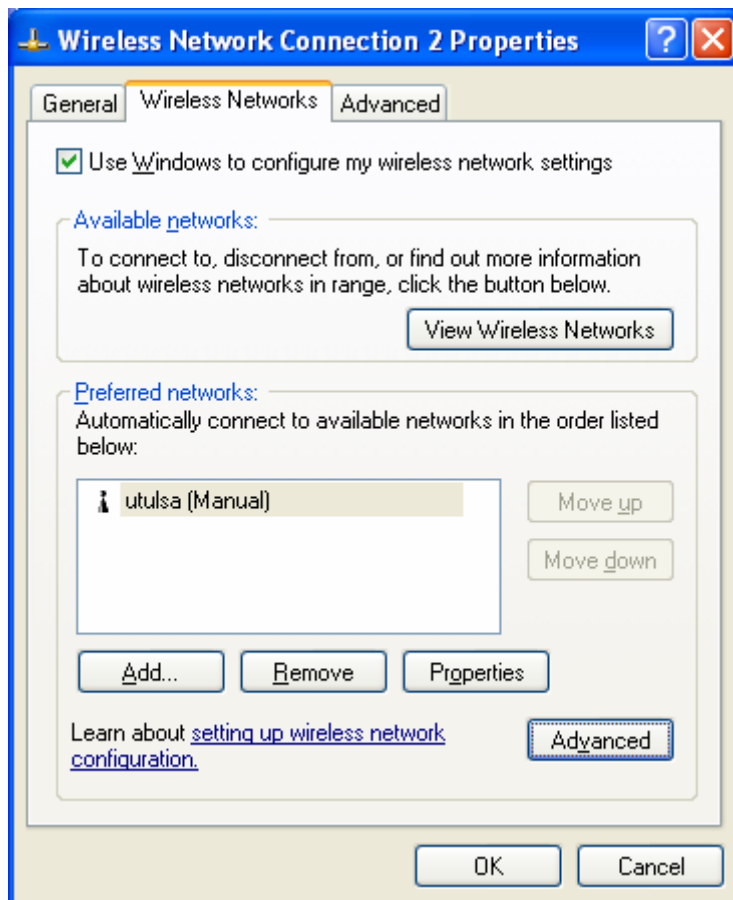 Wireless Network Connection 2 Properties
General Wireless Networks Advanced
Use Windows to configure my wireless network settings
Available networks:
To connect to, disconnect from, or find out more information
about wireless networks in range, click the button below.
View Wireless Networks
Preferred networks:
Automatically connect to available networks in the order listed
below:
utulsa (Manual)
Move up
Move down
Add... Remove Properties
Learn about setting up wireless network
configuration.
Advanced
OK Cancel